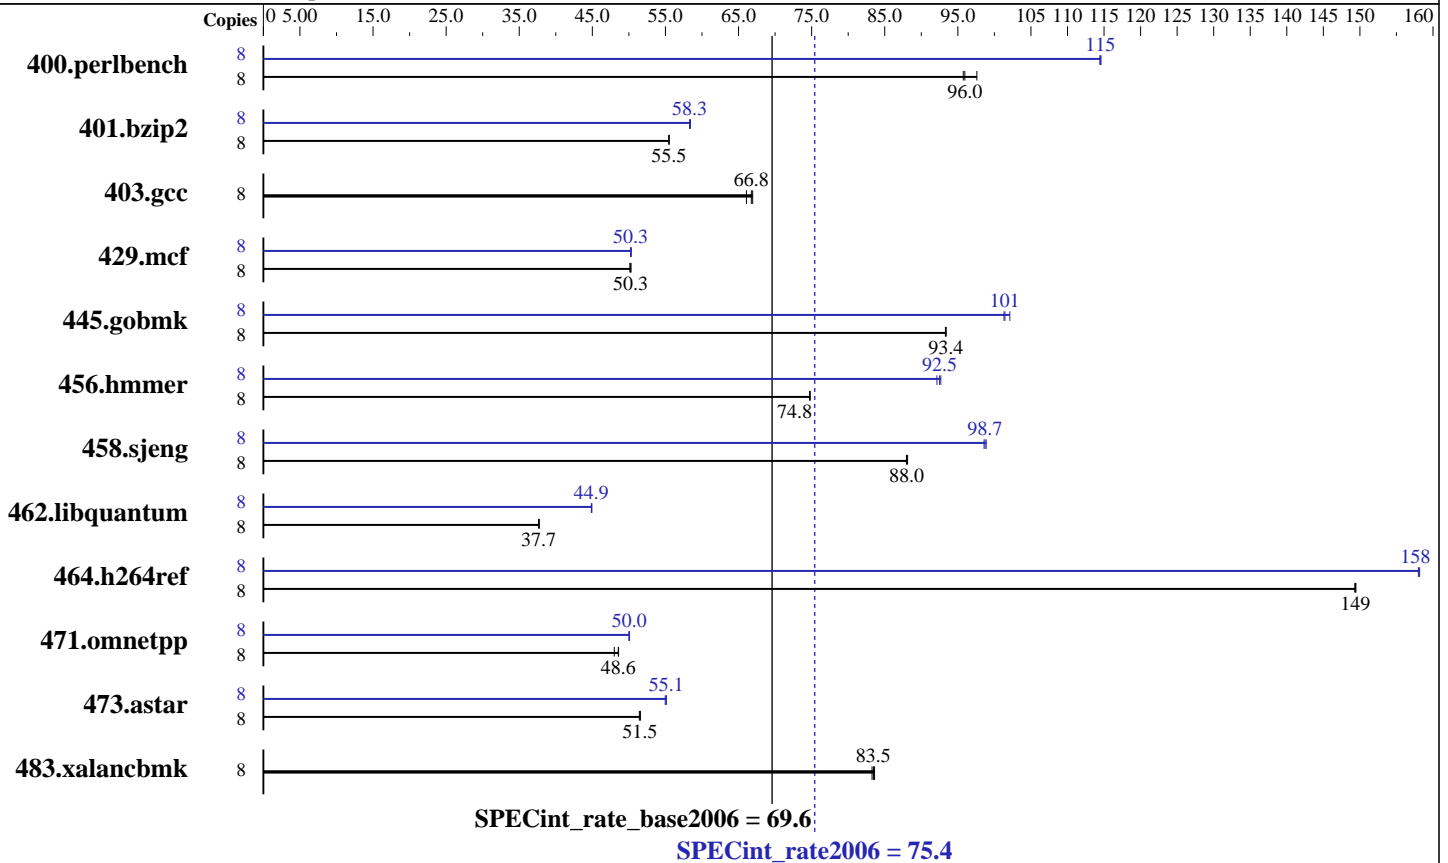 Copies 0 5.00 15.0 25.0 35.0 45.0 55.0 65.0 75.0 85.0 95.0 105 110 115 120 125 130 135 140 145 150 160
400.perlbench 8 115
8 96.0
401.bzip2 8 58.3
8 55.5
403.gcc 8 66.8
429.mcf 8 50.3
8 50.3
445.gobmk 8 101
8 93.4
456.hmmer 8 92.5
8 74.8
458.sjeng 8 98.7
8 88.0
462.libquantum 8 44.9
8 37.7
464.h264ref 8 158
8 149
471.omnetpp 8 50.0
8 48.6
473.astar 8 55.1
8 51.5
483.xalancbmk 8 83.5
SPECint_rate_base2006 = 69.6
SPECint_rate2006 = 75.4